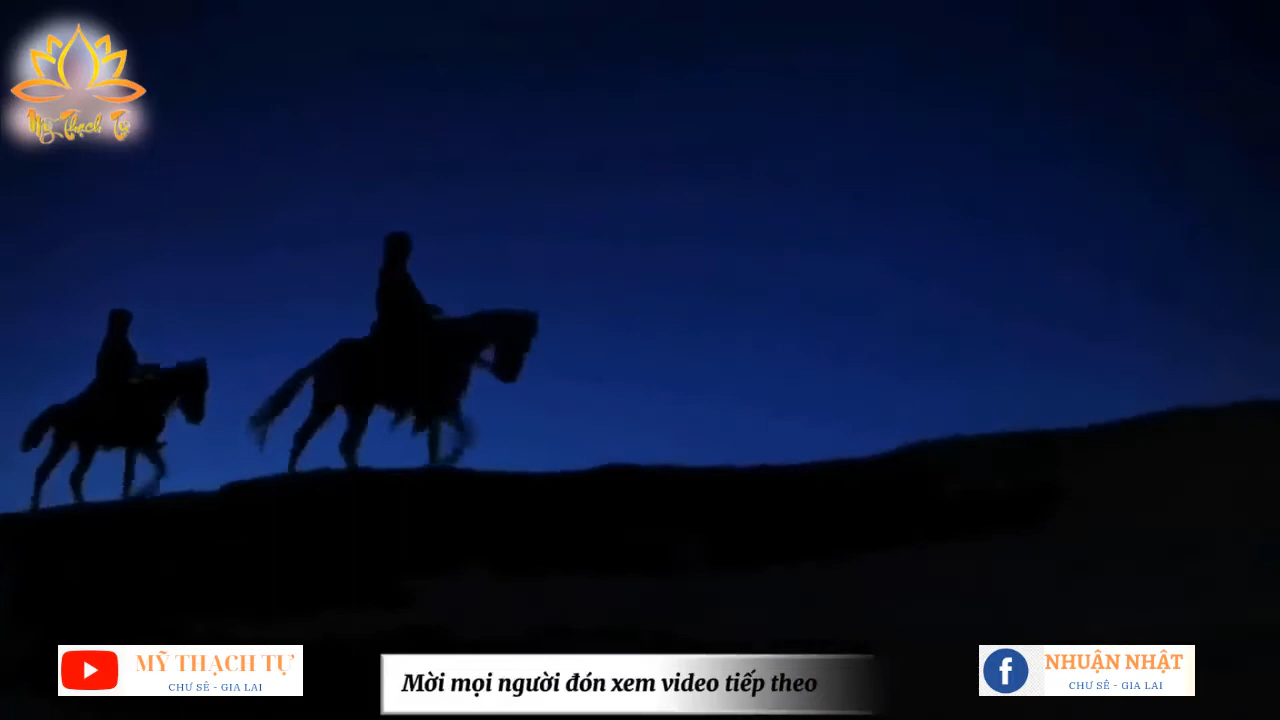 Mỹ Thạch Tự
MỸ THẠCH TỰ
CHƯ SÊ - GIA LAI
Mời mọi người đón xem video tiếp theo
NHUẬN NHẬT
CHƯ SÊ - GIA LAI